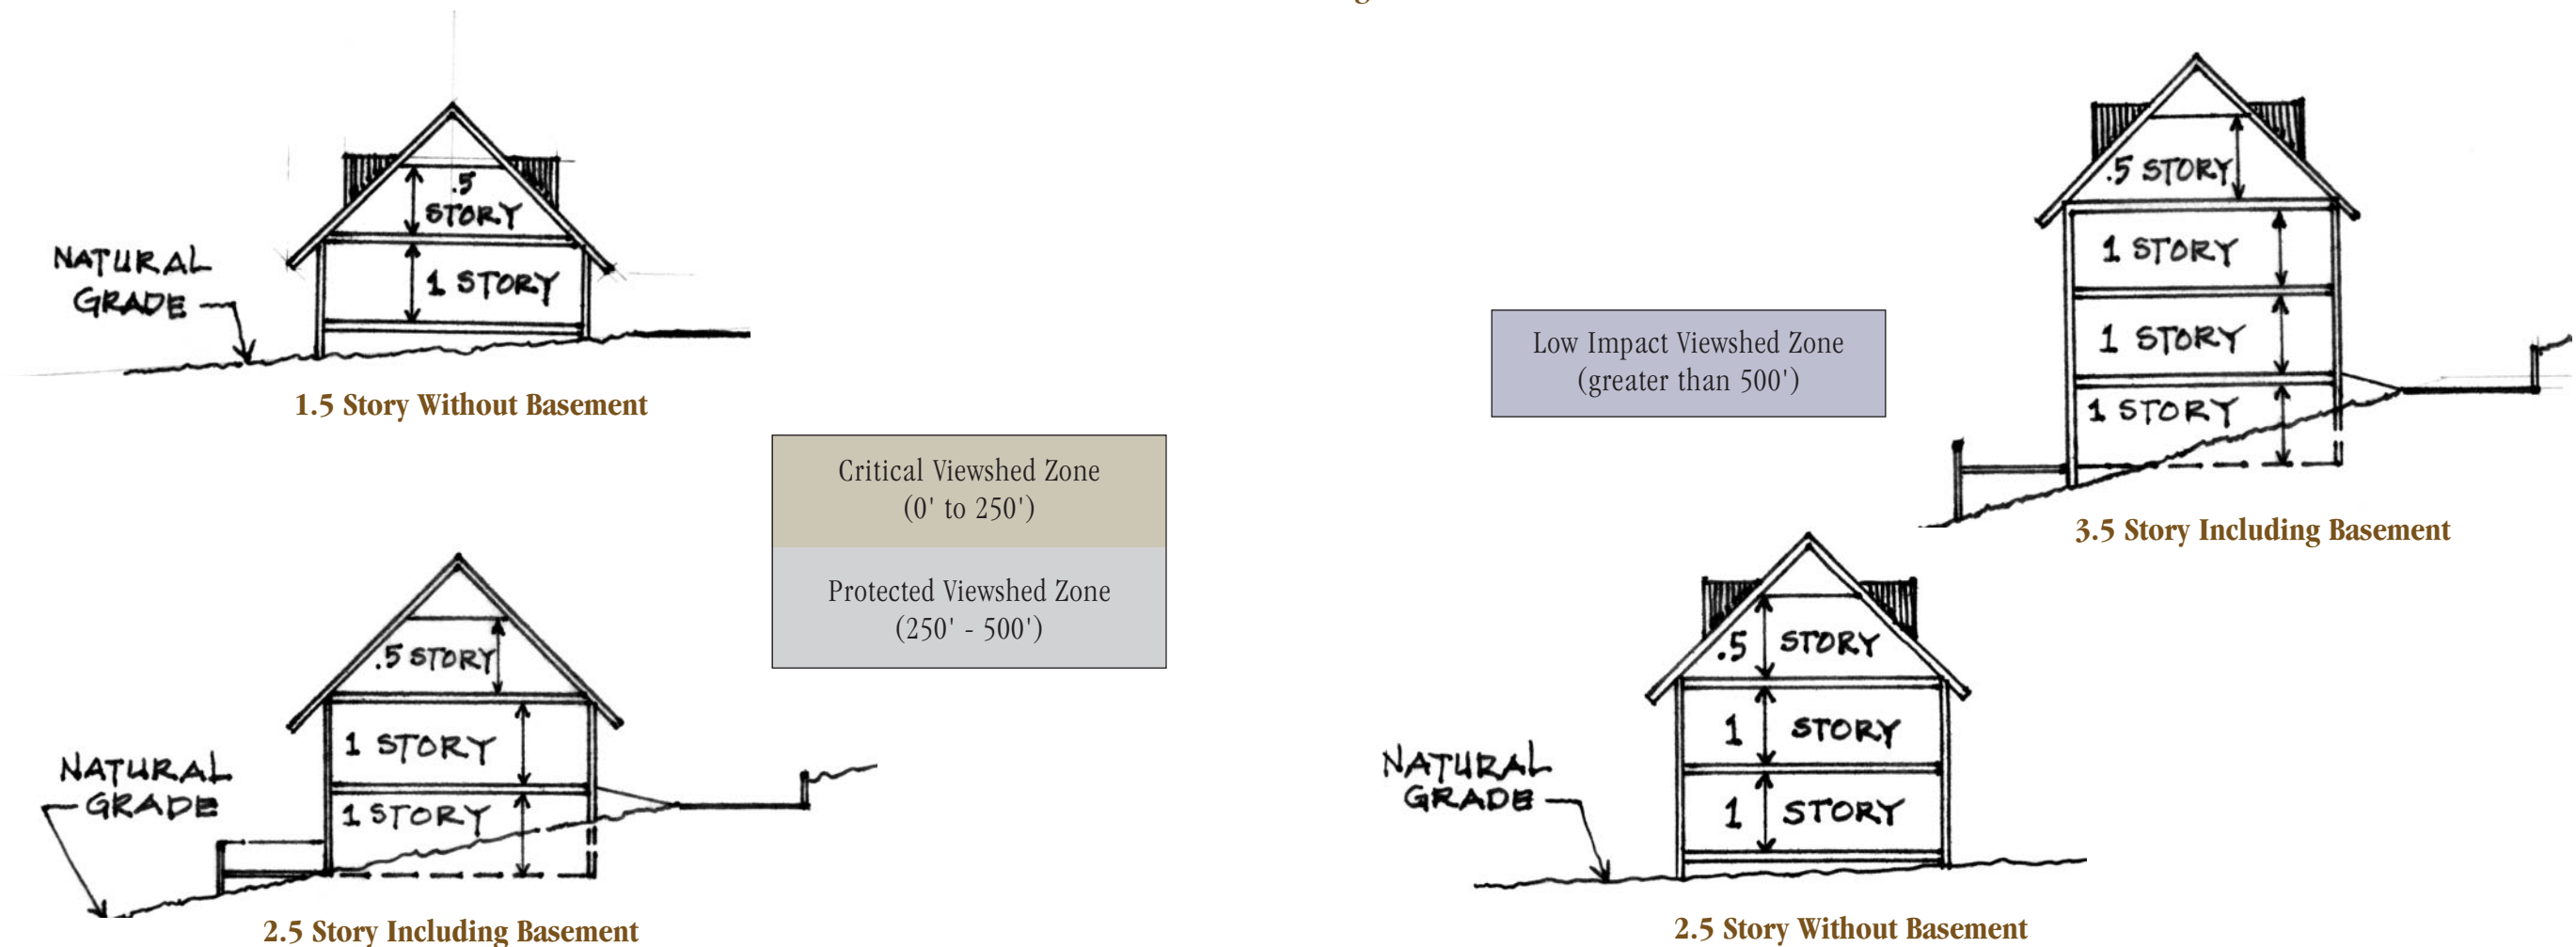 .5
STORY
1 STORY
NATURAL
GRADE
1.5 Story Without Basement
Critical Viewshed Zone
(0' to 250')
Protected Viewshed Zone
(250' - 500')
.5 STORY
1 STORY
1 STORY
NATURAL
GRADE
2.5 Story Including Basement
Low Impact Viewshed Zone
(greater than 500')
.5 STORY
1 STORY
1 STORY
1 STORY
3.5 Story Including Basement
.5 STORY
1 STORY
1 STORY
NATURAL
GRADE
2.5 Story Without Basement